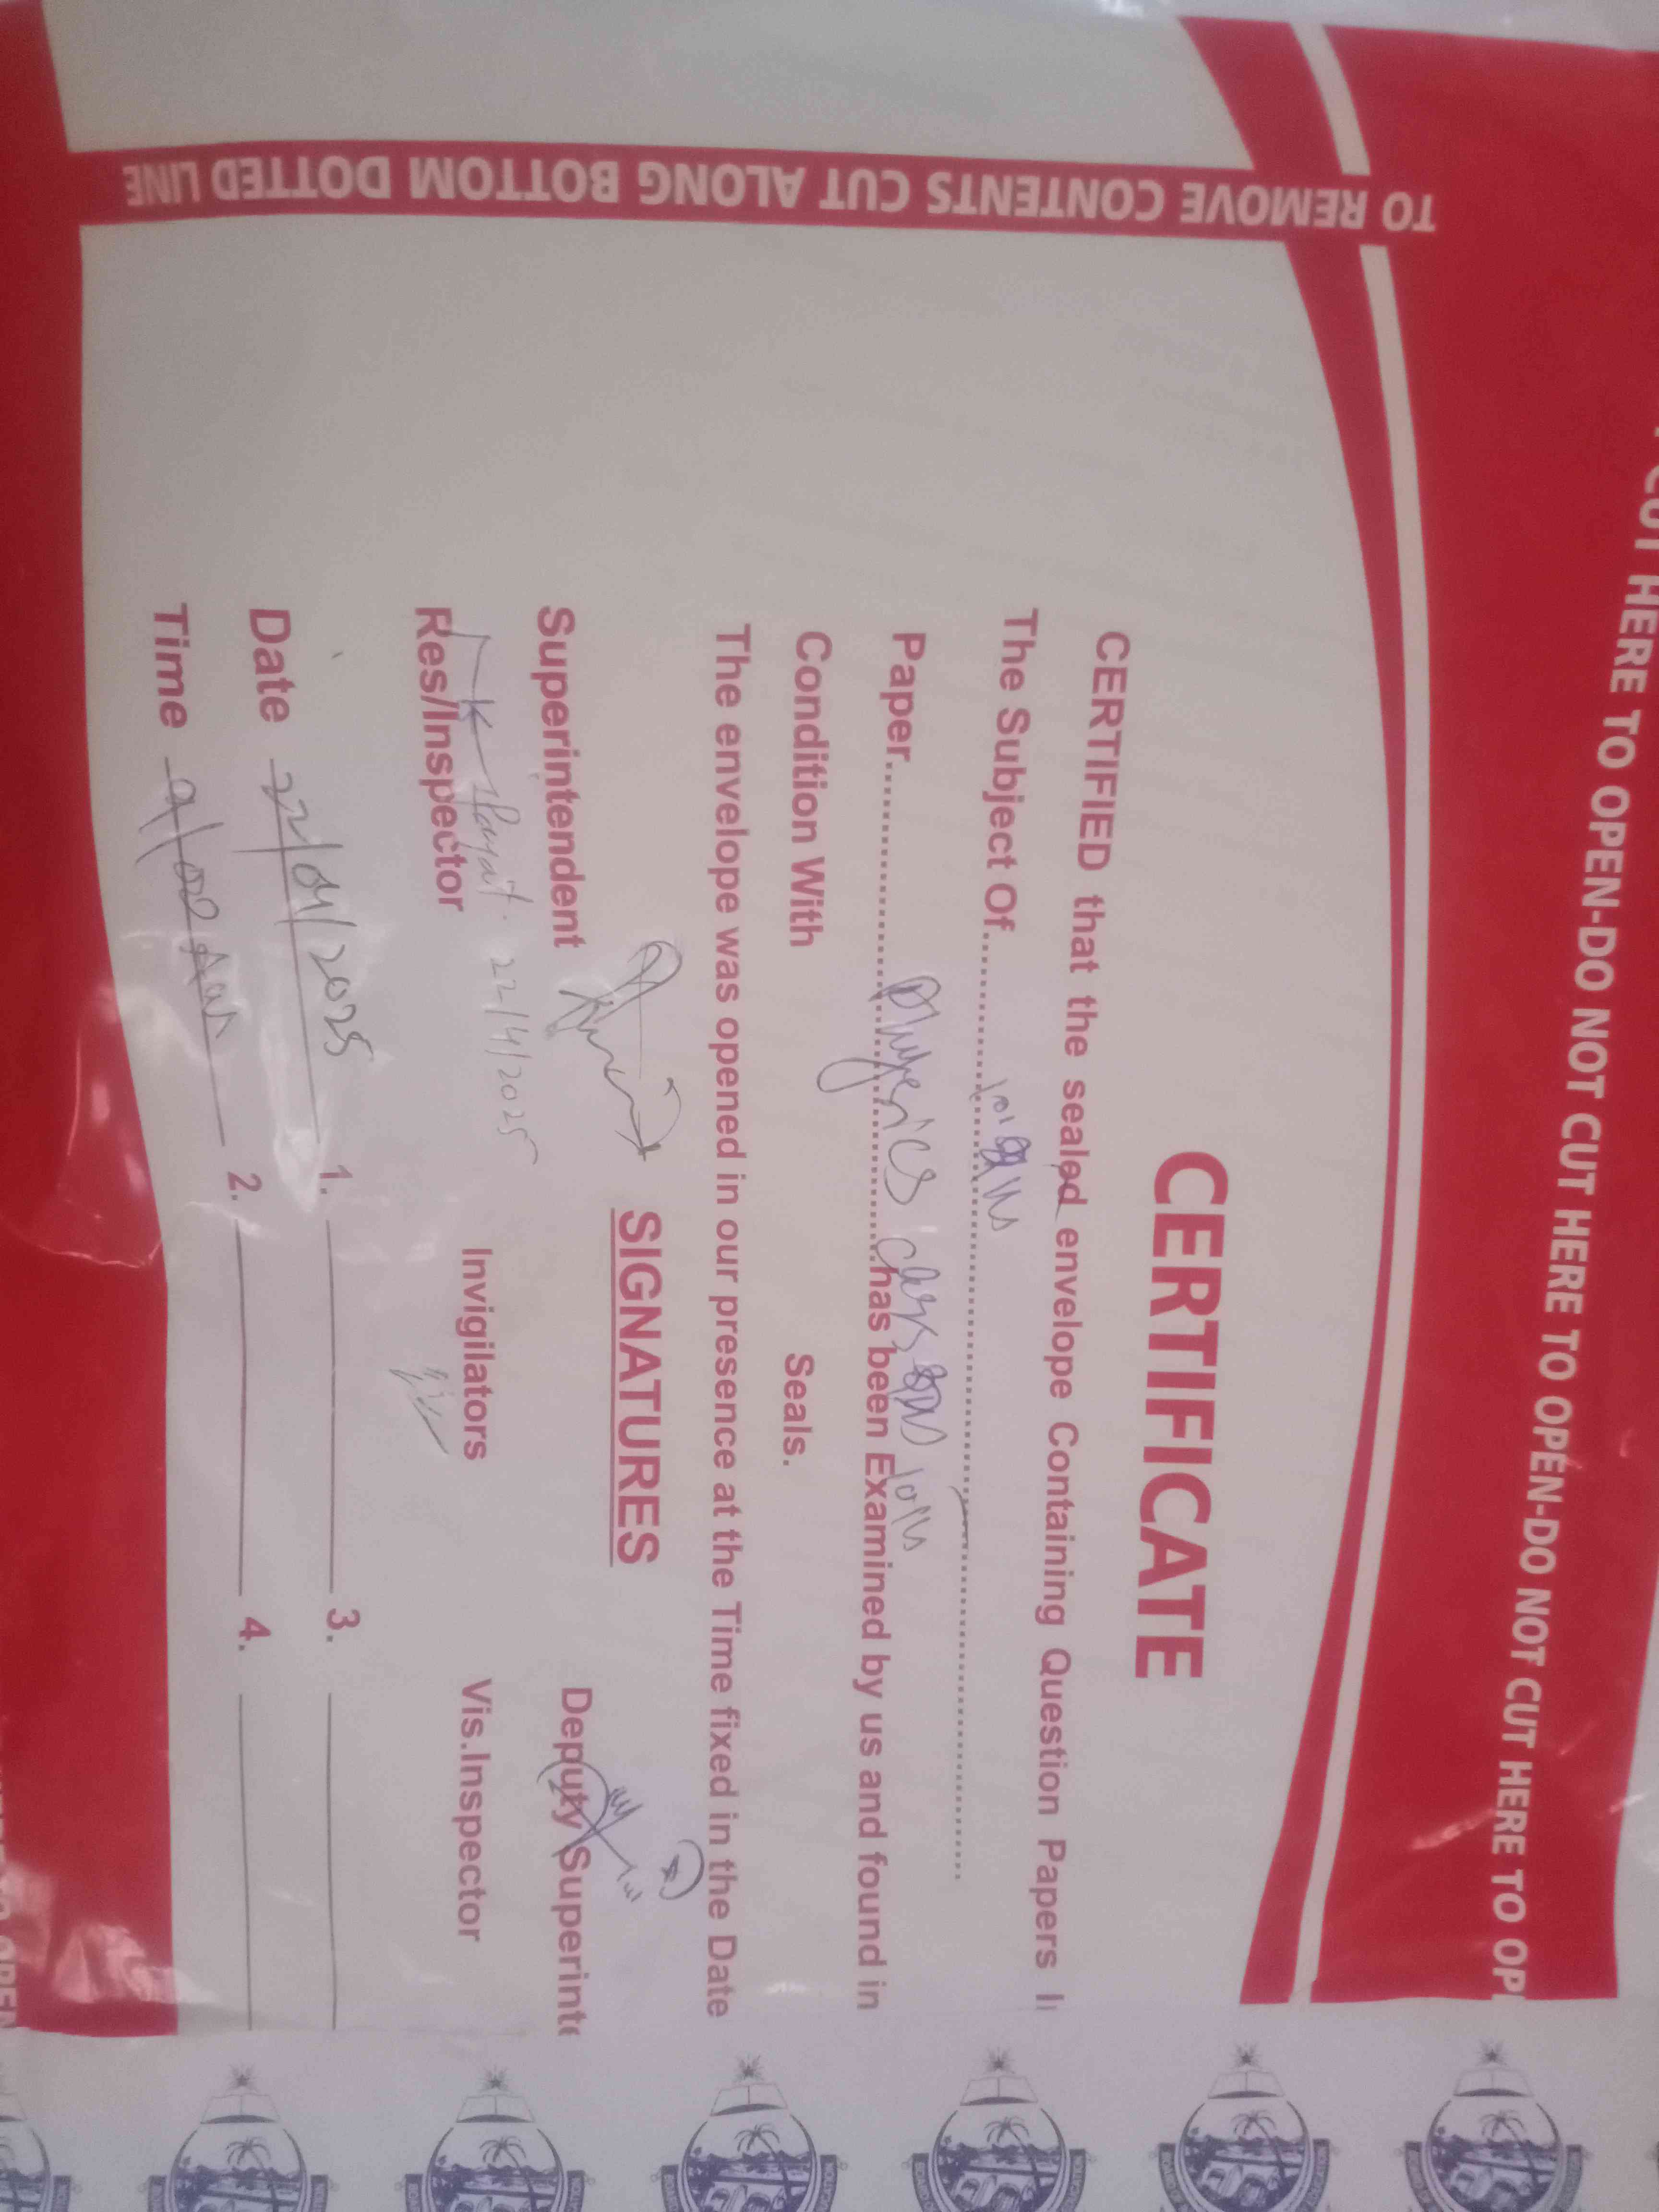 CUT HERE TO OPEN-DO NOT CUT HERE TO OPEN-DO NOT CUT HERE TO OP
TO REMOVE CONTENTS CUT ALONG BOTTOM DOTTED LINE
CERTIFICATE
CERTIFIED that the sealed envelope Containing Question Papers
The Subject Of
Paper has been Examined by us and found in
Condition With Seals.
The envelope was opened in our presence at the Time fixed in the Date
SIGNATURES
Superintendent Deputy Superint
22/4/2025
Res/Inspector Invigilators Vis.Inspector
Date 22/04/2025 1. 3.
Time 2. 4.